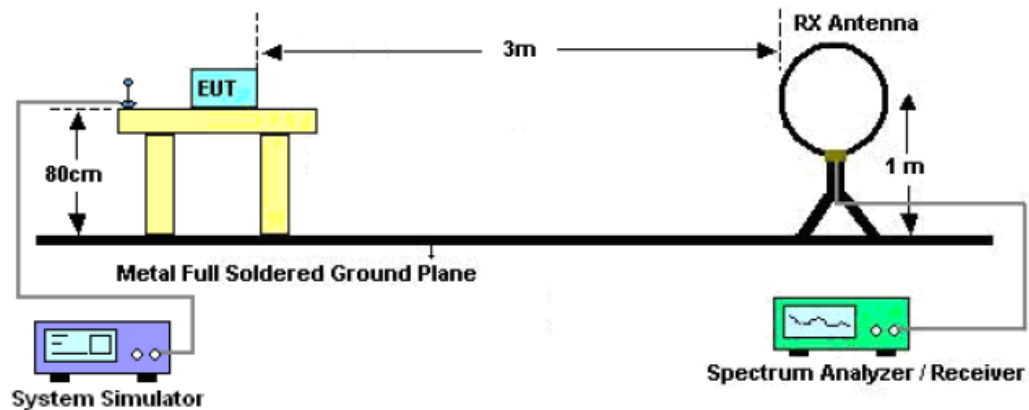 RX Antenna
3m
EUT
80cm
1 m
Metal Full Soldered Ground Plane
System Simulator
Spectrum Analyzer / Receiver